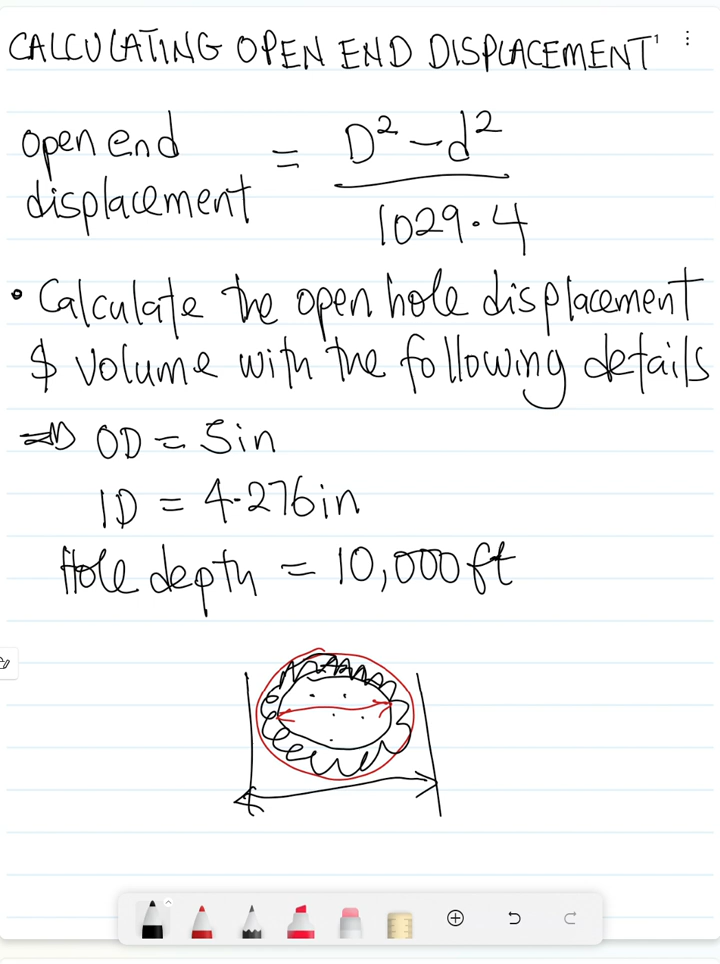 CALCULATING OPEN END DISPLACEMENT
open end displacement = D² - d² / 1029.4
• Calculate the open hole displacement
$ volume with the following details
⇒ OD = 5in
ID = 4.276in
Hole depth = 10,000ft